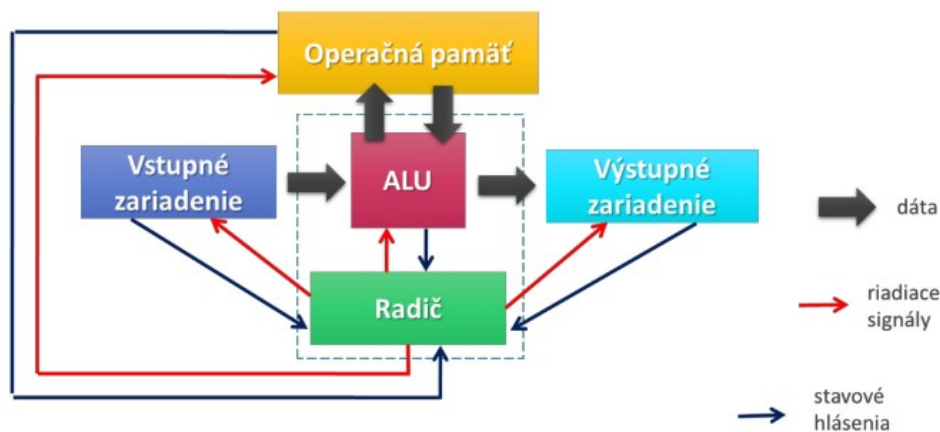 Operačná pamäť
Vstupné
zariadenie
ALU
Výstupné
zariadenie
Radič
dáta
riadiace
signály
stavové
hlásenia